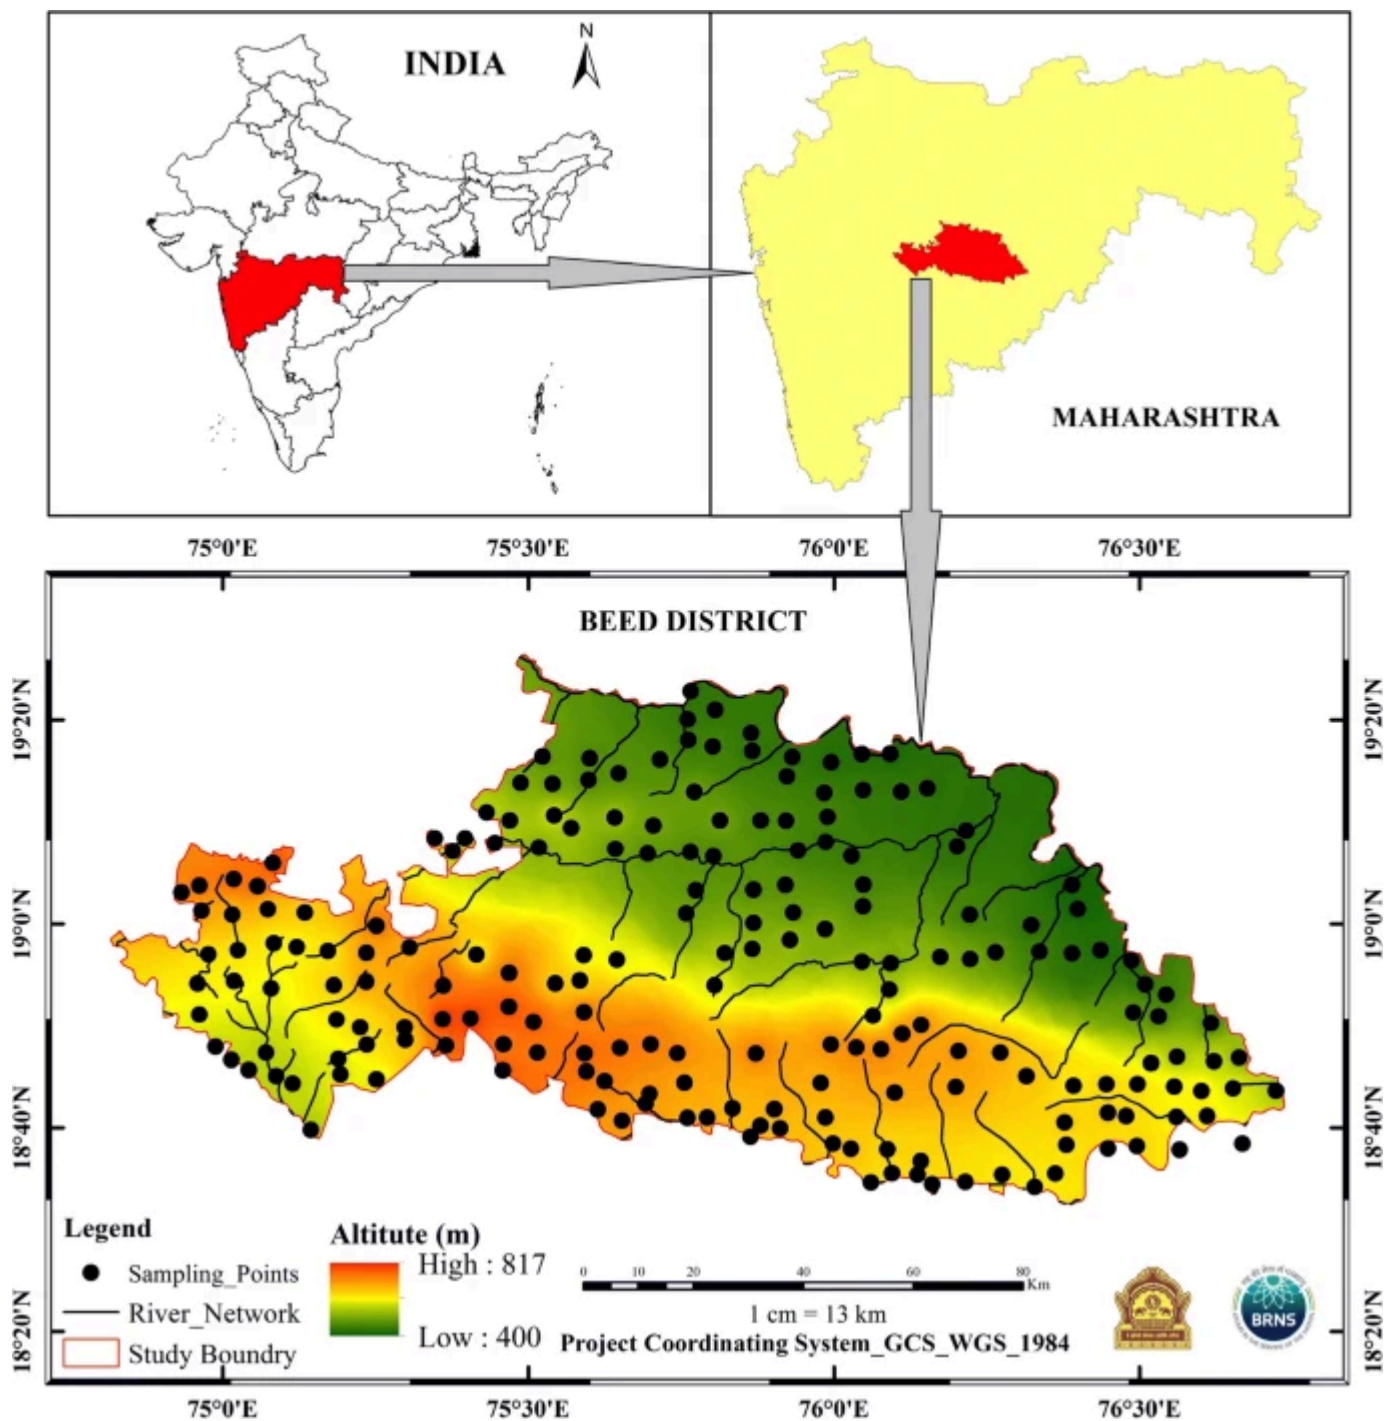 N
INDIA
MAHARASHTRA
75°0'E 75°30'E 76°0'E 76°30'E
BEED DISTRICT
19°20'N 19°20'N
19°0'N 19°0'N
18°40'N 18°40'N
18°20'N 18°20'N
Legend
Sampling_Points
River_Network
Study Boundry
Altitute (m)
High : 817
Low : 400
0 10 20 40 60 80
Km
1 cm = 13 km
Project Coordinating System_GCS_WGS_1984
BRNS
75°0'E 75°30'E 76°0'E 76°30'E